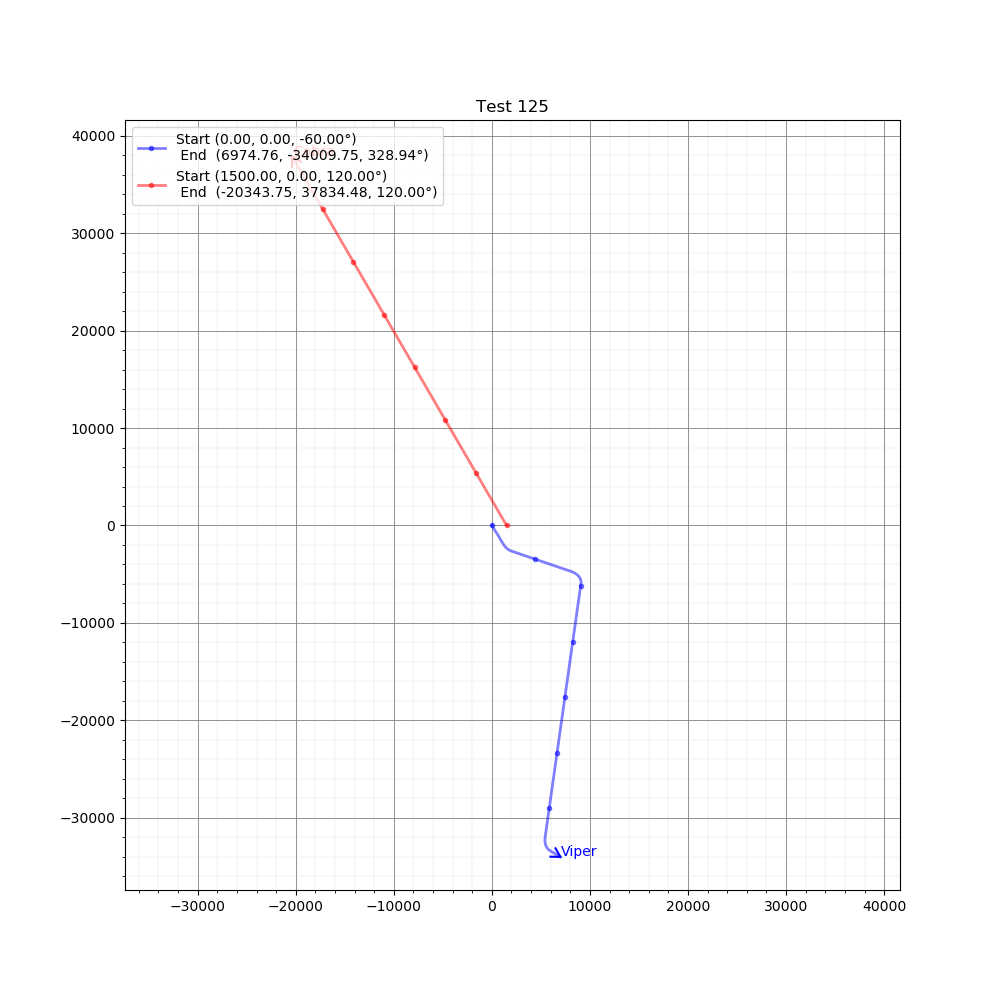 Test 125
Start (0.00, 0.00, -60.00°)
End (6974.76, -34009.75, 328.94°)
Start (1500.00, 0.00, 120.00°)
End (-20343.75, 37834.48, 120.00°)
40000
30000
20000
10000
0
−10000
−20000
−30000
Viper
−30000 −20000 −10000 0 10000 20000 30000 40000